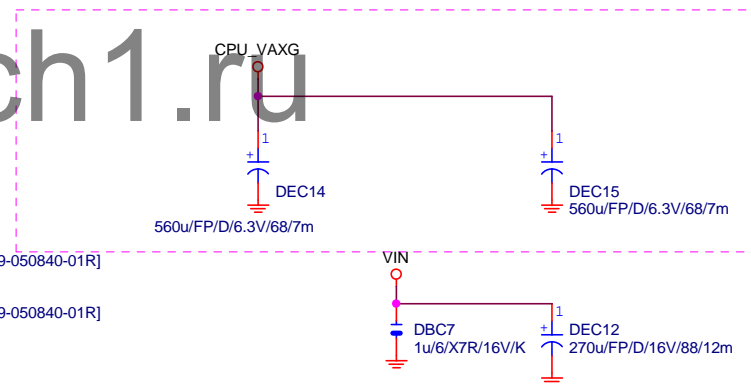 ch1.ru
CPU_VAXG
1
1
+
+
DEC14
DEC15
560u/FP/D/6.3V/68/7m
560u/FP/D/6.3V/68/7m
9-050840-01R]
VIN
9-050840-01R]
1
+
DBC7
DEC12
1u/6/X7R/16V/K
270u/FP/D/16V/88/12m